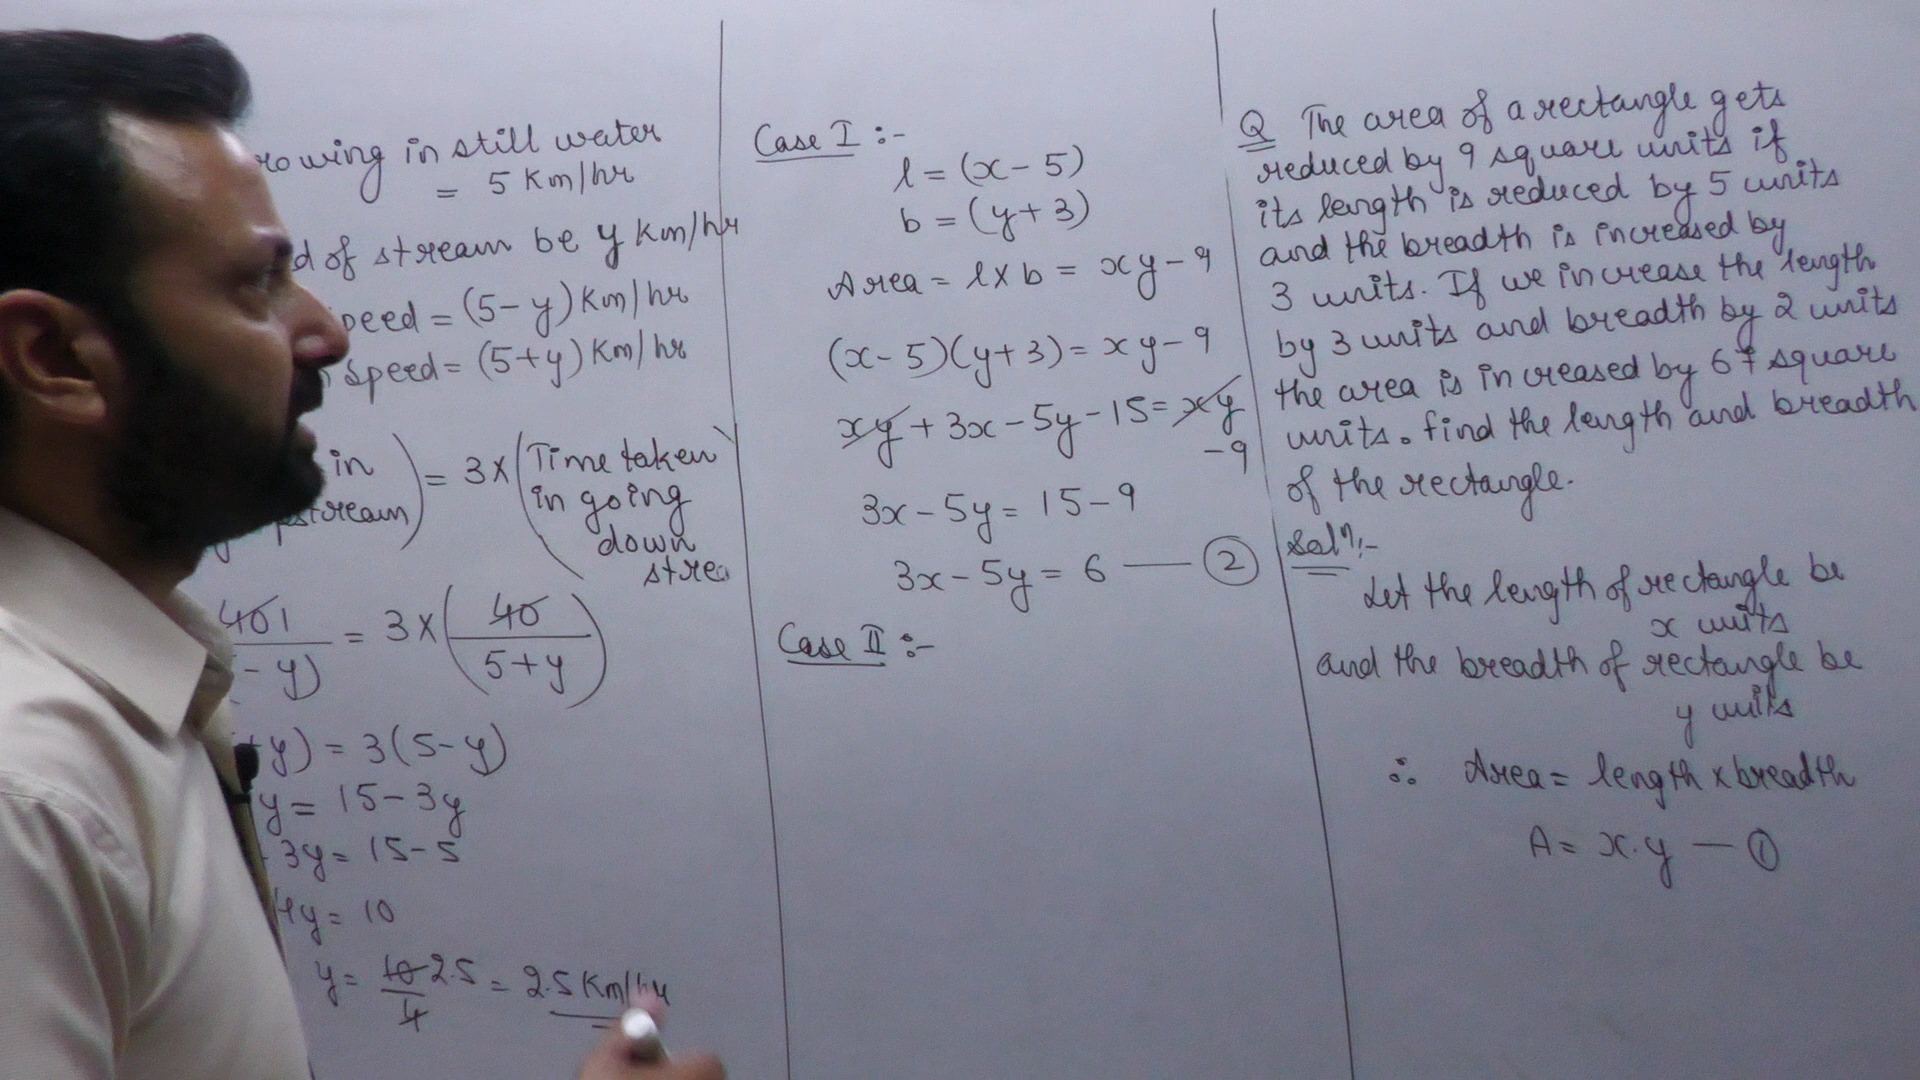 rowing in still water
= 5 Km/hr
d of stream be y Km/hr
peed = (5-y) Km/hr
speed = (5+y) Km/hr
in
stream) = 3×(Time taken
in going
down
strea
401/(-y) = 3×(40/(5+y))
+y) = 3(5-y)
y = 15-3y
+3y = 15-5
4y = 10
y = 10/4 2.5 = 2.5 Km/hr
Case I :-
l = (x-5)
b = (y+3)
Area = l×b = xy-9
(x-5)(y+3) = xy-9
xy+3x-5y-15 = xy
-9
3x-5y = 15-9
3x-5y = 6 — ②
Case II :-
Q The area of a rectangle gets
reduced by 9 square units if
its length is reduced by 5 units
and the breadth is increased by
3 units. If we increase the length
by 3 units and breadth by 2 units
the area is increased by 67 square
units. find the length and breadth
of the rectangle.
Solⁿ:-
Let the length of rectangle be
x units
and the breadth of rectangle be
y units
∴ Area = length × breadth
A = x.y — ①